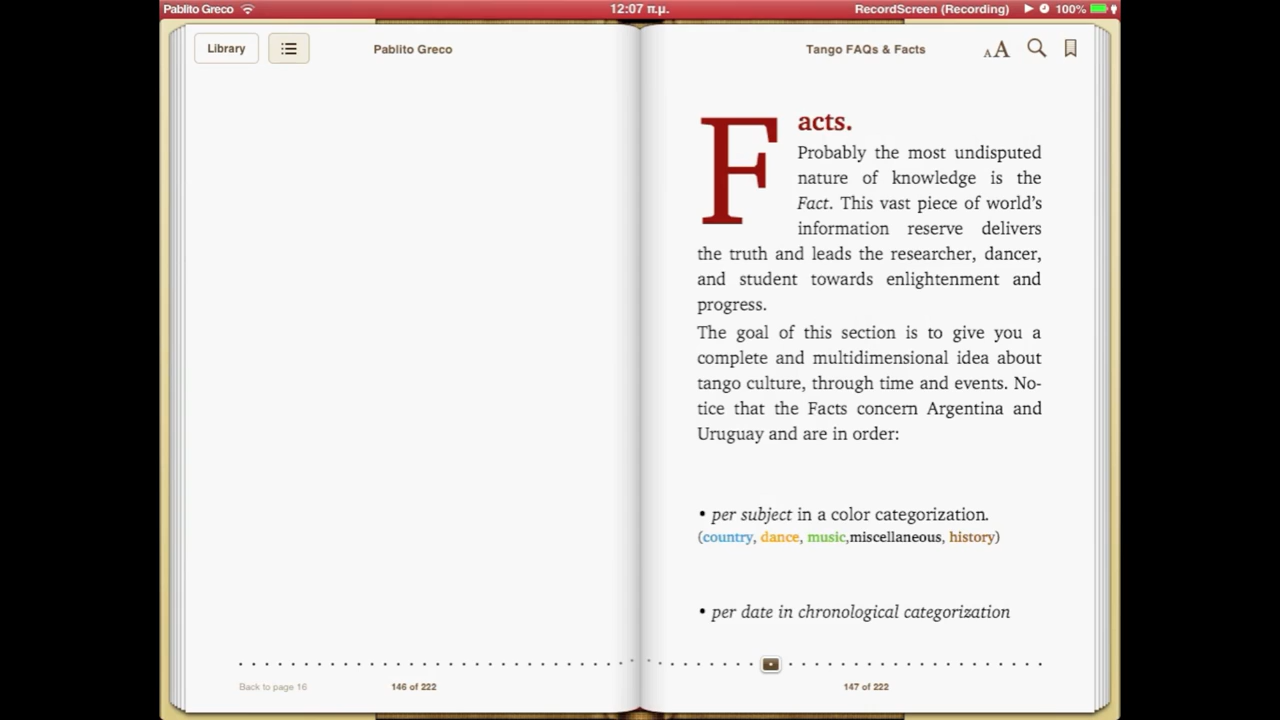 Pablito Greco
12:07 π.μ.
RecordScreen (Recording)
100%
Library
Pablito Greco
Tango FAQs & Facts
AA
Facts.
Probably the most undisputed
nature of knowledge is the
Fact. This vast piece of world's
information reserve delivers
the truth and leads the researcher, dancer,
and student towards enlightenment and
progress.
The goal of this section is to give you a
complete and multidimensional idea about
tango culture, through time and events. No-
tice that the Facts concern Argentina and
Uruguay and are in order:
• per subject in a color categorization.
(country, dance, music,miscellaneous, history)
• per date in chronological categorization
Back to page 16
146 of 222
147 of 222